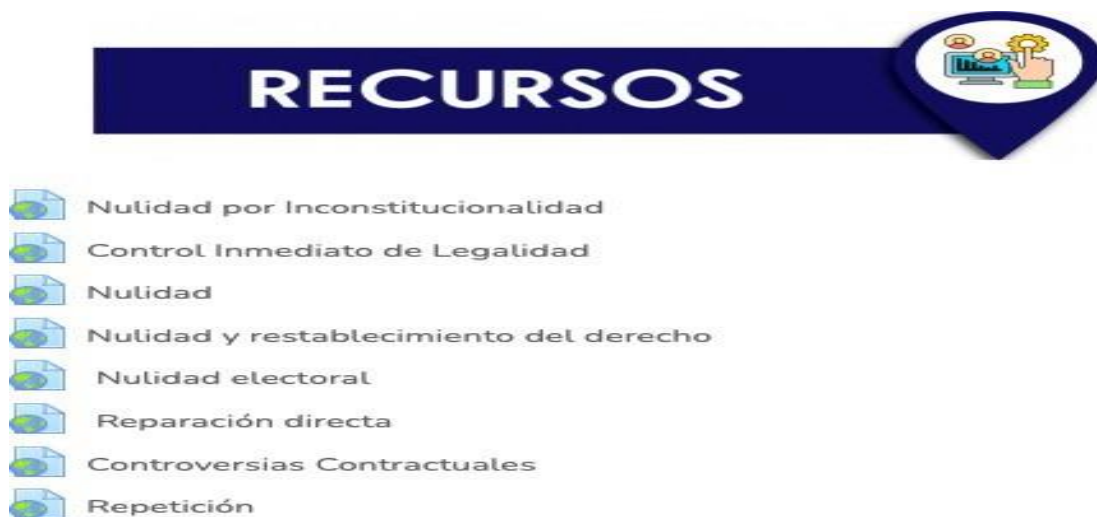 RECURSOS
Nulidad por Inconstitucionalidad
Control Inmediato de Legalidad
Nulidad
Nulidad y restablecimiento del derecho
Nulidad electoral
Reparación directa
Controversias Contractuales
Repetición